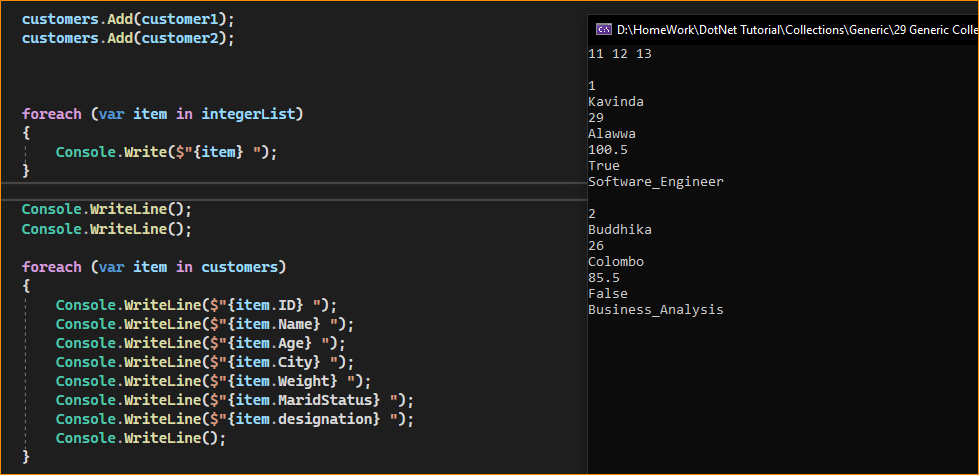 customers.Add(customer1);
customers.Add(customer2);
foreach (var item in integerList)
{
    Console.Write($"{item} ");
}
Console.WriteLine();
Console.WriteLine();
foreach (var item in customers)
{
    Console.WriteLine($"{item.ID} ");
    Console.WriteLine($"{item.Name} ");
    Console.WriteLine($"{item.Age} ");
    Console.WriteLine($"{item.City} ");
    Console.WriteLine($"{item.Weight} ");
    Console.WriteLine($"{item.MaridStatus} ");
    Console.WriteLine($"{item.designation} ");
    Console.WriteLine();
}
D:\HomeWork\DotNet Tutorial\Collections\Generic\29 Generic Colle
11 12 13
1
Kavinda
29
Alawwa
100.5
True
Software_Engineer
2
Buddhika
26
Colombo
85.5
False
Business_Analysis